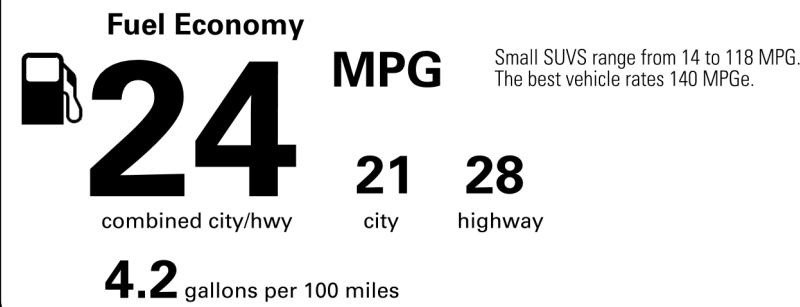 Fuel Economy
24 MPG
Small SUVS range from 14 to 118 MPG.
The best vehicle rates 140 MPGe.
21 28
combined city/hwy city highway
4.2 gallons per 100 miles